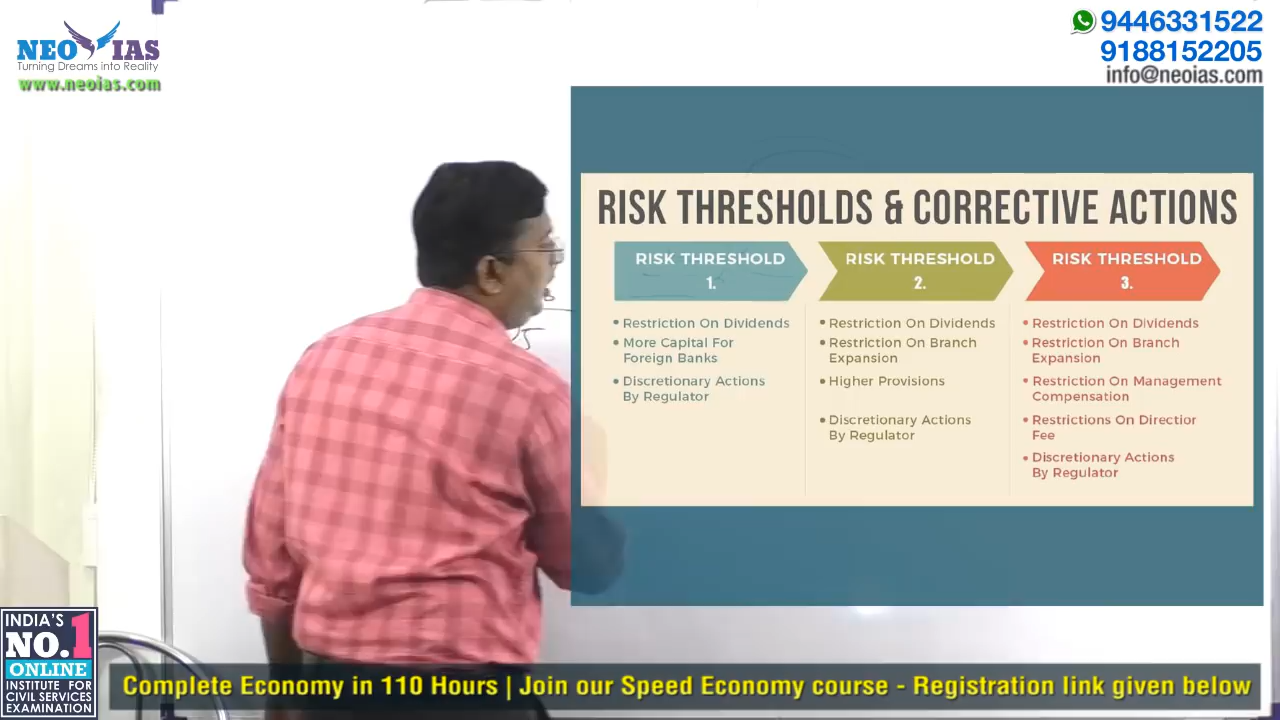 NEO IAS
Turning Dreams into Reality
www.neoias.com
9446331522
9188152205
info@neoias.com
RISK THRESHOLDS & CORRECTIVE ACTIONS
RISK THRESHOLD
1.
• Restriction On Dividends
• More Capital For
Foreign Banks
• Discretionary Actions
By Regulator
RISK THRESHOLD
2.
• Restriction On Dividends
• Restriction On Branch
Expansion
• Higher Provisions
• Discretionary Actions
By Regulator
RISK THRESHOLD
3.
• Restriction On Dividends
• Restriction On Branch
Expansion
• Restriction On Management
Compensation
• Restrictions On Directior
Fee
• Discretionary Actions
By Regulator
INDIA'S
NO.1
ONLINE
INSTITUTE FOR
CIVIL SERVICES
EXAMINATION
Complete Economy in 110 Hours | Join our Speed Economy course - Registration link given below